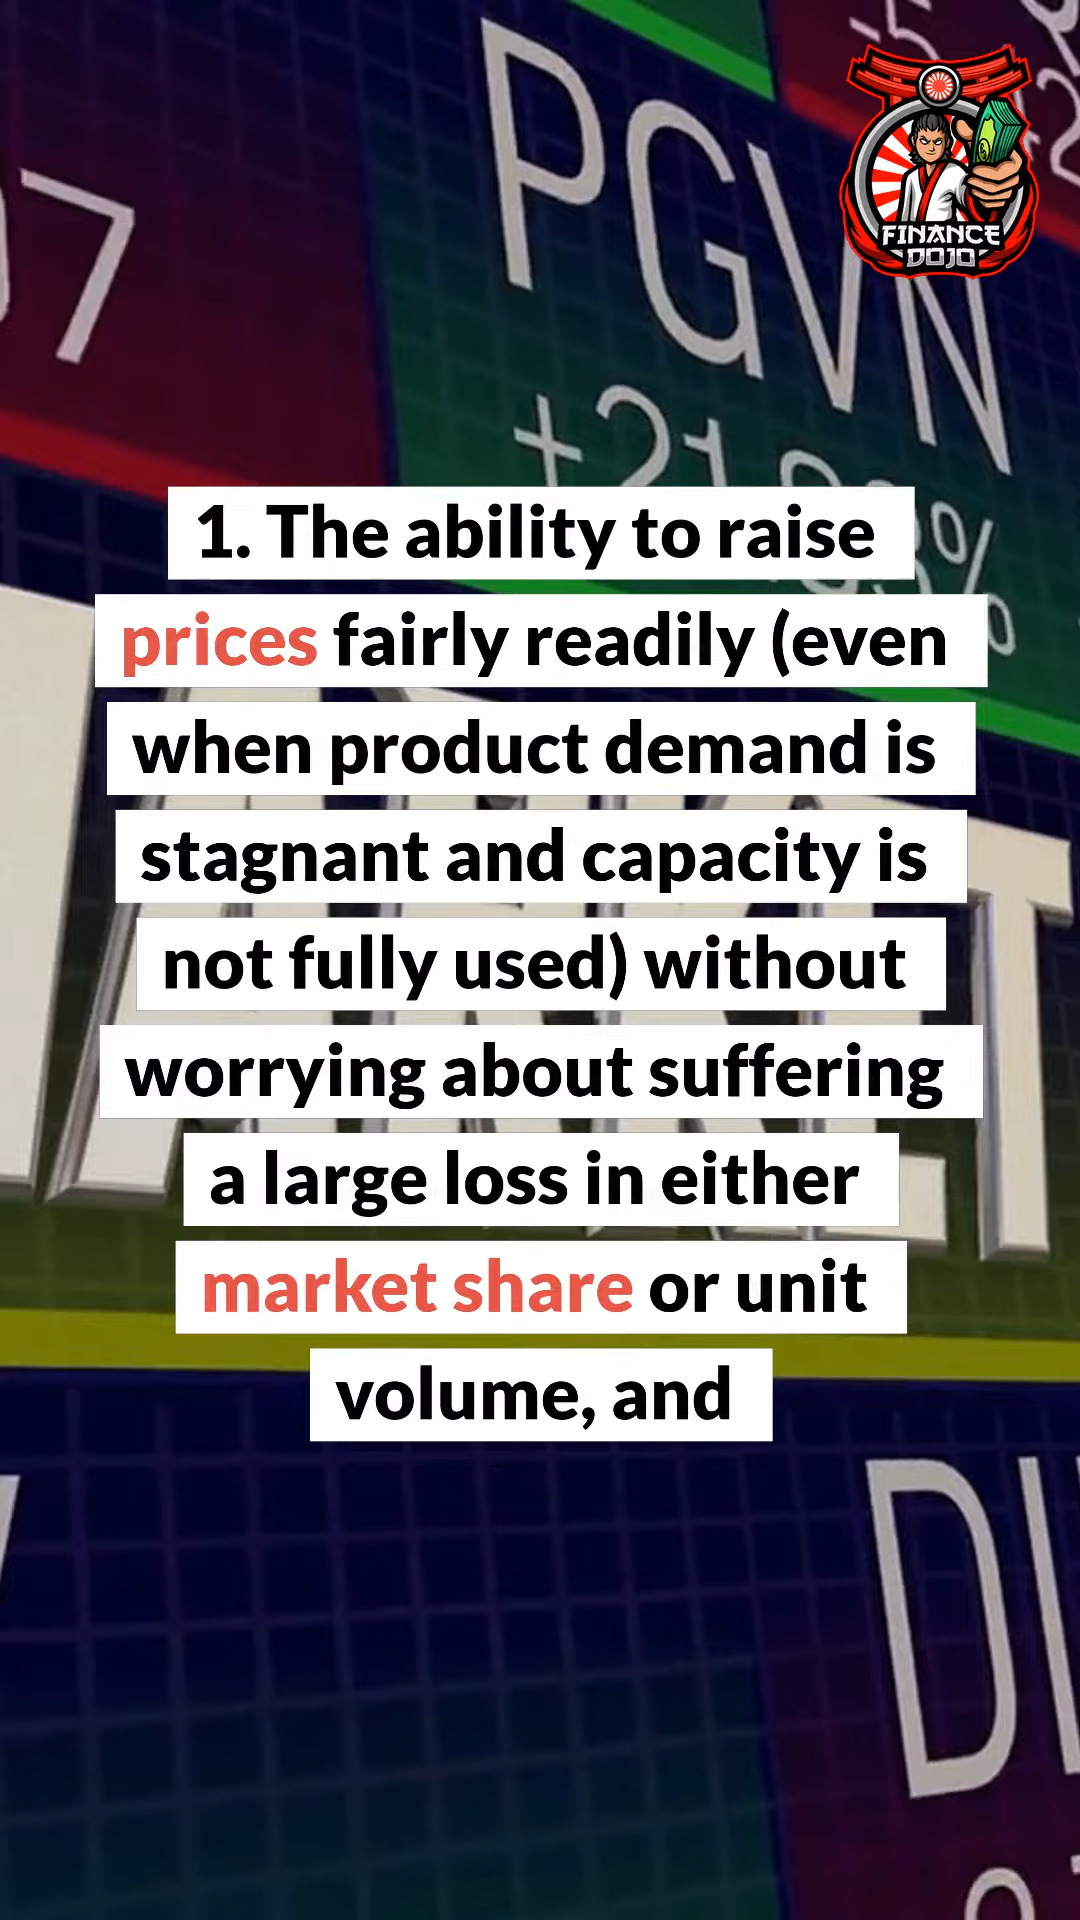 PGVN
FINANCE
DOJO
07
1. The ability to raise
prices fairly readily (even
when product demand is
stagnant and capacity is
not fully used) without
worrying about suffering
a large loss in either
market share or unit
volume, and